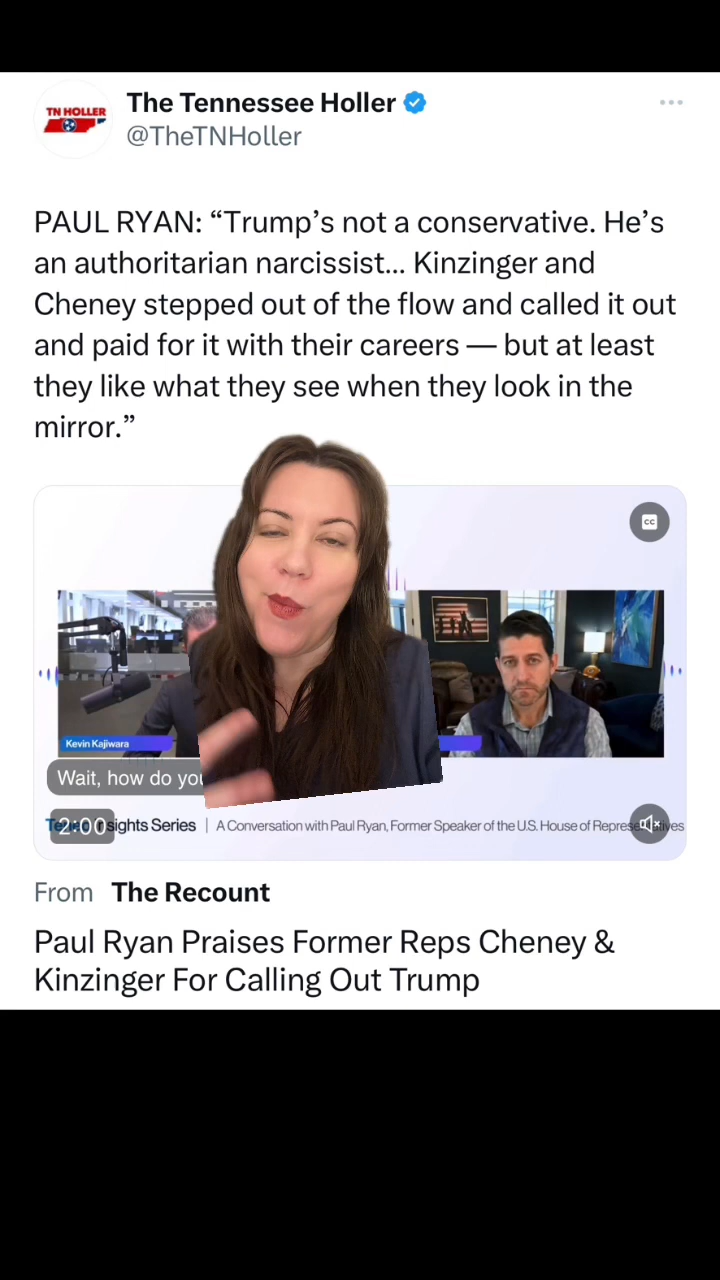 TN HOLLER
The Tennessee Holler
@TheTNHoller
PAUL RYAN: “Trump’s not a conservative. He’s
an authoritarian narcissist... Kinzinger and
Cheney stepped out of the flow and called it out
and paid for it with their careers — but at least
they like what they see when they look in the
mirror.”
CC
Kevin Kajiwara
Wait, how do you
2:00
sights Series | A Conversation with Paul Ryan, Former Speaker of the U.S. House of Representatives
From The Recount
Paul Ryan Praises Former Reps Cheney &
Kinzinger For Calling Out Trump